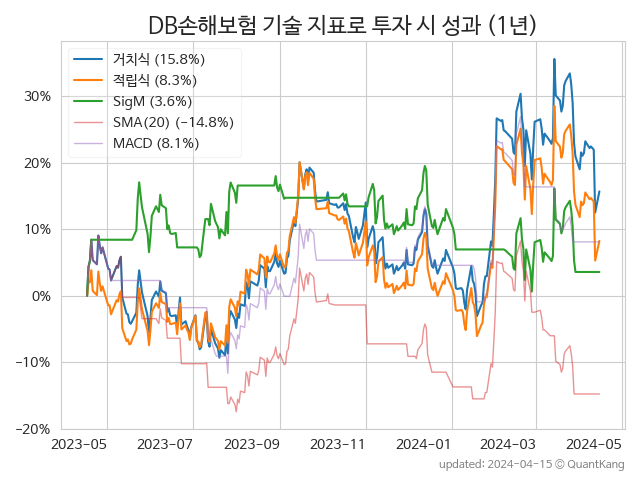 DB손해보험 기술 지표로 투자 시 성과 (1년)
거치식 (15.8%)
적립식 (8.3%)
SigM (3.6%)
SMA(20) (−14.8%)
MACD (8.1%)
30%
20%
10%
0%
−10%
−20%
2023-05 2023-07 2023-09 2023-11 2024-01 2024-03 2024-05
updated: 2024-04-15 © QuantKang